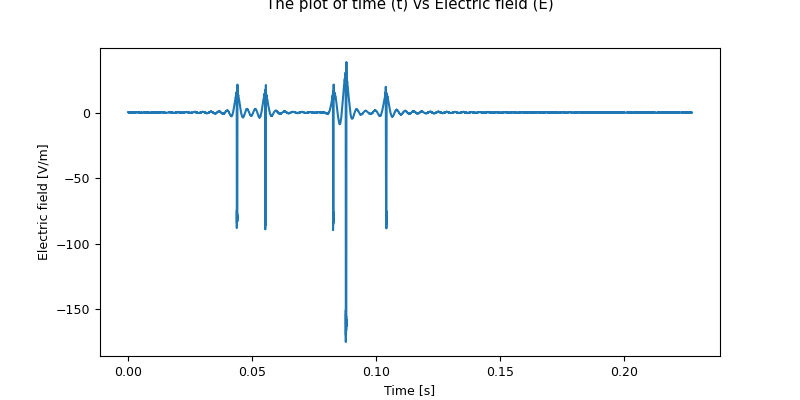 The plot of time (t) vs Electric field (E)
0
−50
−100
−150
Electric field [V/m]
0.00 0.05 0.10 0.15 0.20
Time [s]